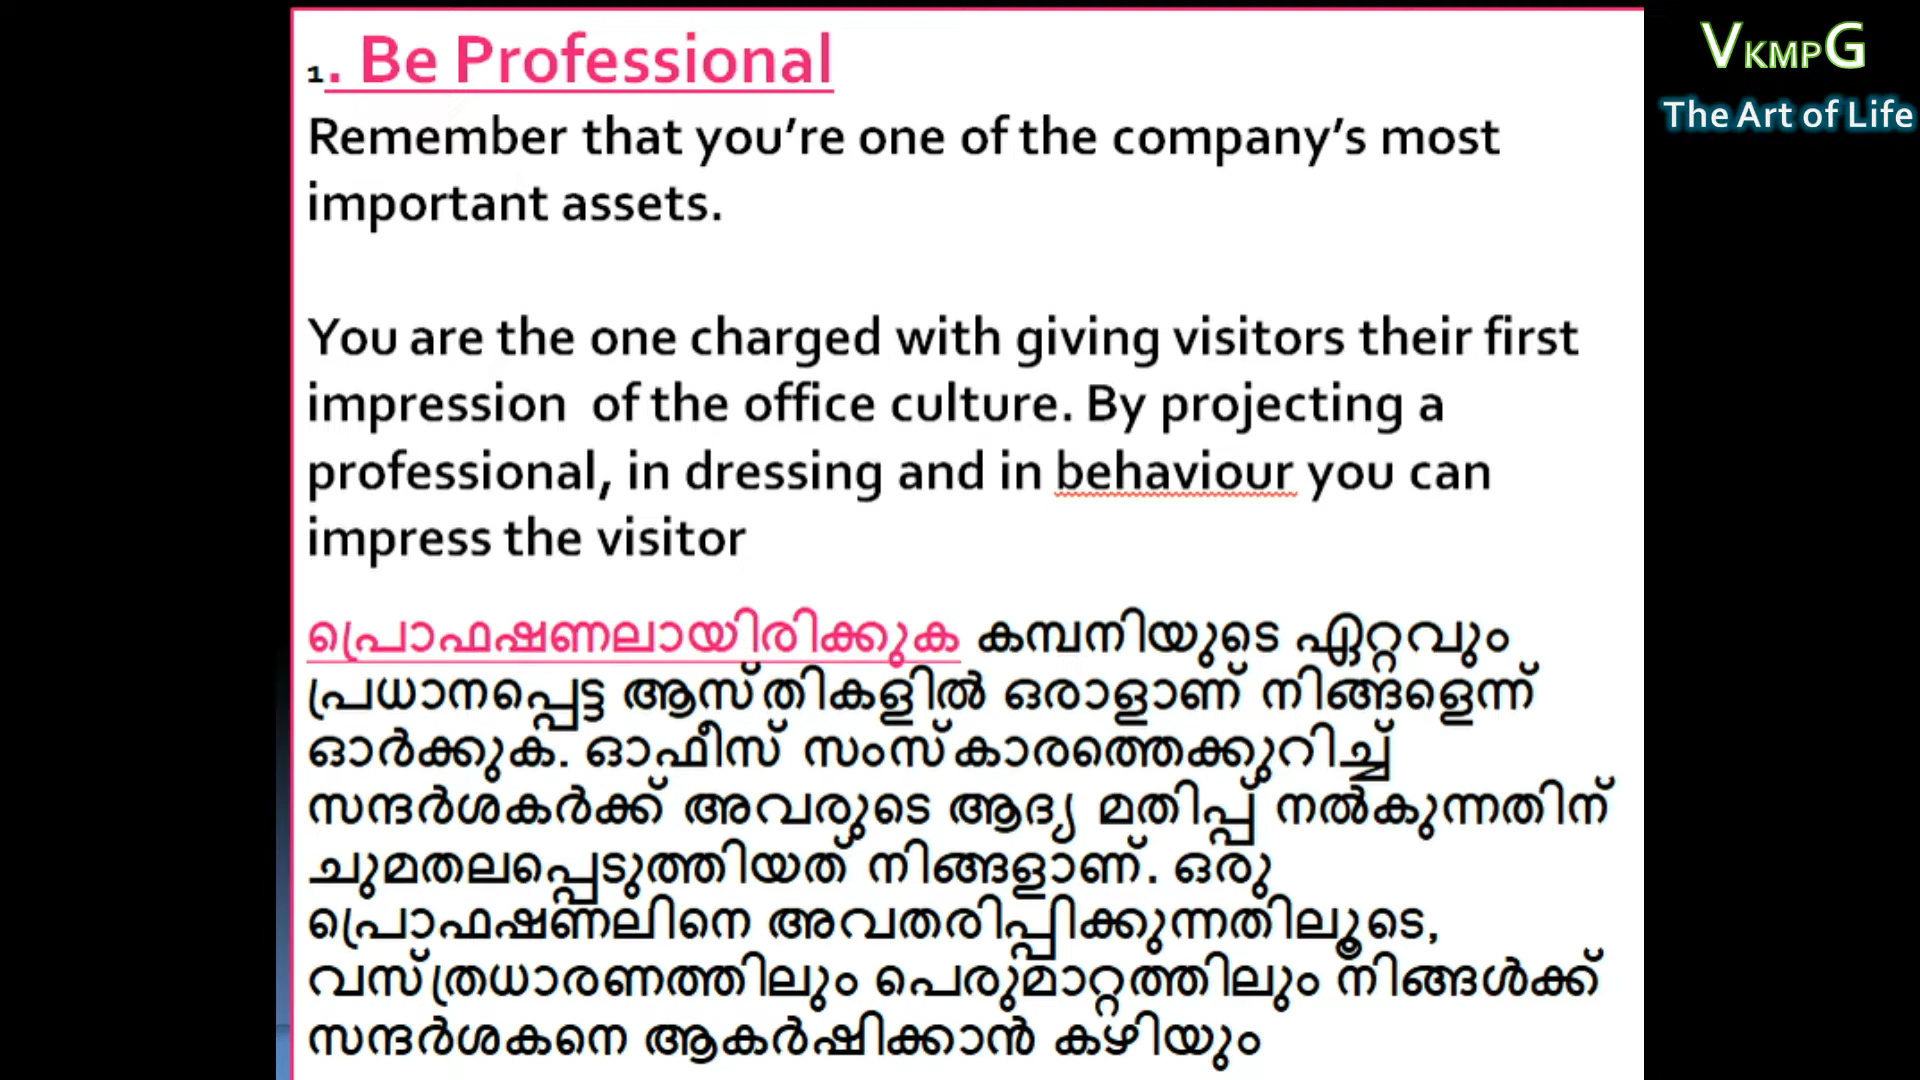 1. Be Professional
Remember that you’re one of the company’s most
important assets.
You are the one charged with giving visitors their first
impression of the office culture. By projecting a
professional, in dressing and in behaviour you can
impress the visitor
പ്രൊഫഷണലായിരിക്കുക കമ്പനിയുടെ ഏറ്റവും
പ്രധാനപ്പെട്ട ആസ്തികളിൽ ഒരാളാണ് നിങ്ങളെന്ന്
ഓർക്കുക. ഓഫീസ് സംസ്കാരത്തെക്കുറിച്ച്
സന്ദർശകർക്ക് അവരുടെ ആദ്യ മതിപ്പ് നൽകുന്നതിന്
ചുമതലപ്പെടുത്തിയത് നിങ്ങളാണ്. ഒരു
പ്രൊഫഷണലിനെ അവതരിപ്പിക്കുന്നതിലൂടെ,
വസ്ത്രധാരണത്തിലും പെരുമാറ്റത്തിലും നിങ്ങൾക്ക്
സന്ദർശകനെ ആകർഷിക്കാൻ കഴിയും
VKMPG
The Art of Life